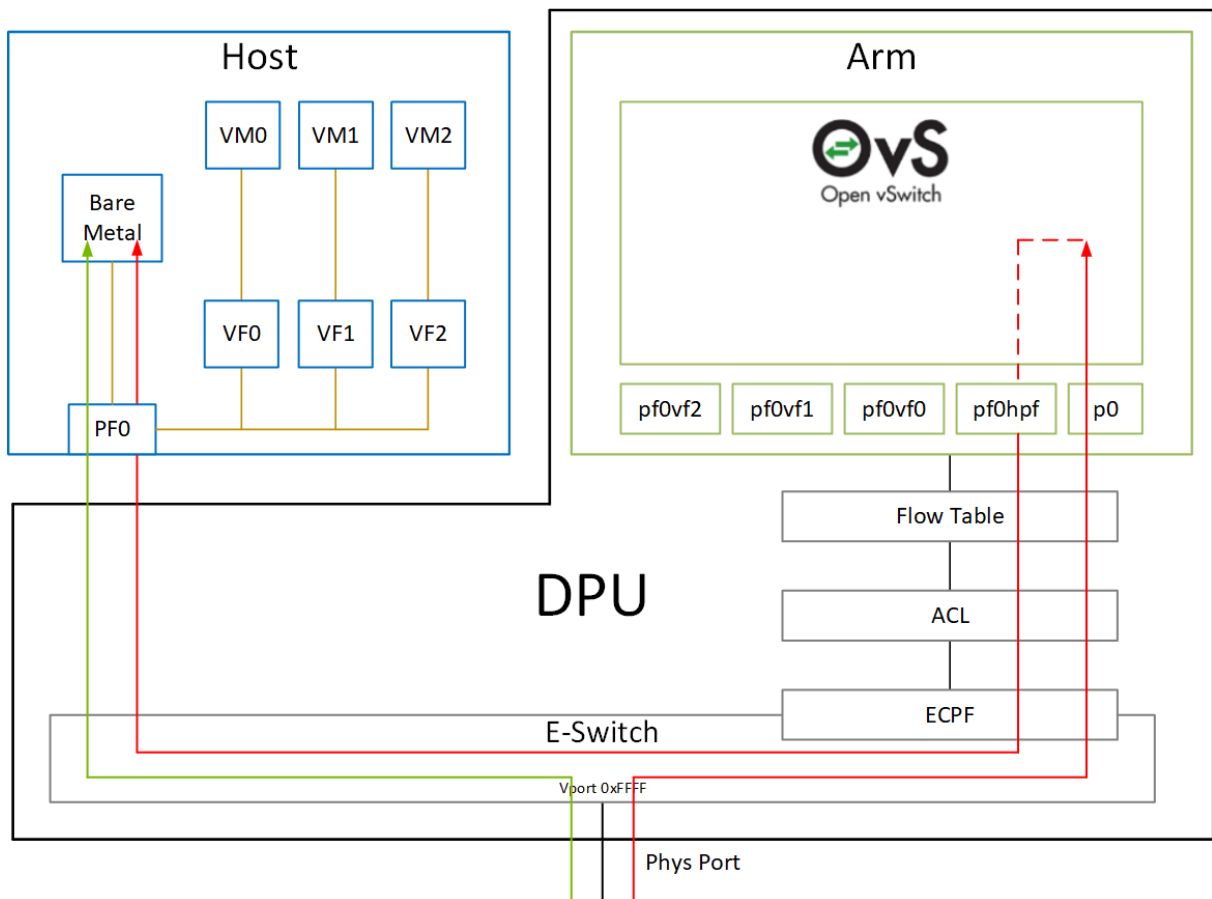 Host
Arm
VM0
VM1
VM2
OvS
Open vSwitch
Bare
Metal
VF0
VF1
VF2
PF0
pf0vf2
pf0vf1
pf0vf0
pf0hpf
p0
Flow Table
DPU
ACL
ECPF
E-Switch
Vport 0xFFFF
Phys Port